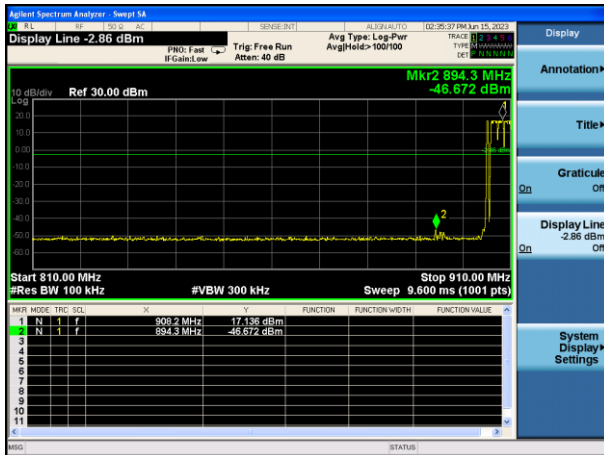 Agilent Spectrum Analyzer - Swept SA
RL RF 50 Ω AC SENSE:INT ALIGN AUTO 02:35:37 PM Jun 15, 2023
Display Line -2.86 dBm
PNO: Fast
IFGain:Low
Trig: Free Run
Atten: 40 dB
Avg Type: Log-Pwr
Avg|Hold:>100/100
TRACE 1 2 3 4 5 6
TYPE M
DET P N N N N N
Mkr2 894.3 MHz
-46.672 dBm
10 dB/div Ref 30.00 dBm
Log
1
20.0
10.0
0.00
-10.0
-2.86 dBm
-20.0
-30.0
-40.0
2
-50.0
-60.0
Start 810.00 MHz Stop 910.00 MHz
#Res BW 100 kHz #VBW 300 kHz Sweep 9.600 ms (1001 pts)
MKR MODE TRC SCL X Y FUNCTION FUNCTION WIDTH FUNCTION VALUE
1 N 1 f 908.2 MHz 17.136 dBm
2 N 1 f 894.3 MHz -46.672 dBm
3
4
5
6
7
8
9
10
11
MSG STATUS
Display
Annotation
Title
Graticule
On Off
Display Line
-2.86 dBm
On Off
System
Display
Settings